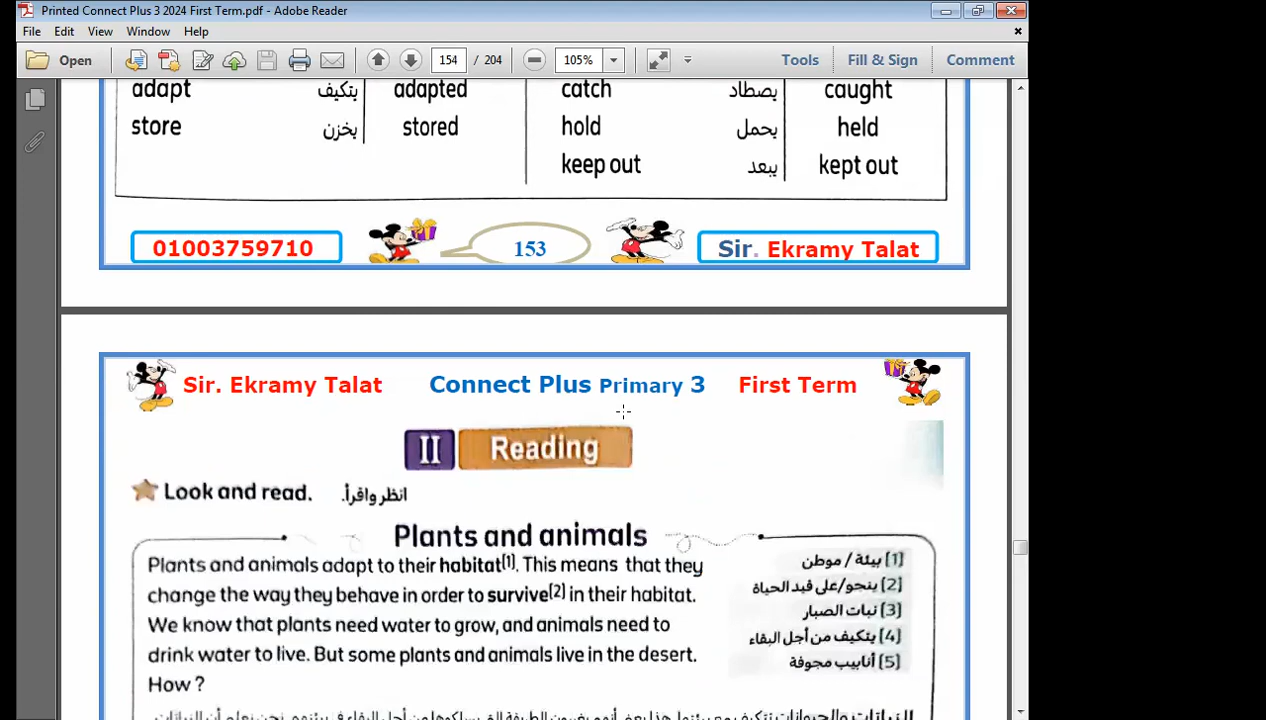 Printed Connect Plus 3 2024 First Term.pdf - Adobe Reader
File Edit View Window Help
Open 154 / 204 105% Tools Fill & Sign Comment
adapt يتكيف adapted catch يصطاد caught
store يخزن stored hold يحمل held
keep out يبعد kept out
01003759710 153 Sir. Ekramy Talat
Sir. Ekramy Talat Connect Plus Primary 3 First Term
II Reading
Look and read. انظر واقرأ.
Plants and animals
Plants and animals adapt to their habitat[1]. This means that they
change the way they behave in order to survive[2] in their habitat.
We know that plants need water to grow, and animals need to
drink water to live. But some plants and animals live in the desert.
How ?
[1] بيئة / موطن
[2] ينجو/على قيد الحياة
[3] نبات الصبار
[4] يتكيف من أجل البقاء
[5] أنابيب مجوفة